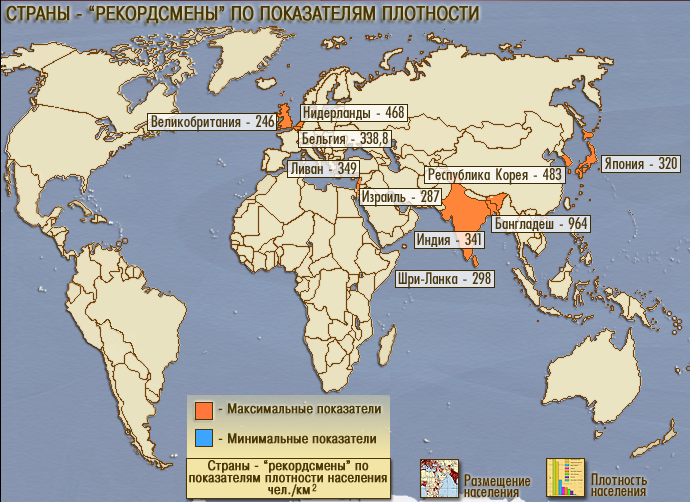 СТРАНЫ - “РЕКОРДСМЕНЫ” ПО ПОКАЗАТЕЛЯМ ПЛОТНОСТИ
Нидерланды - 468
Великобритания - 246
Бельгия - 338,8
Ливан - 349
Республика Корея - 483
Япония - 320
Израиль - 287
Бангладеш - 964
Индия - 341
Шри-Ланка - 298
- Максимальные показатели
- Минимальные показатели
Страны - “рекордсмены” по
показателям плотности населения
чел./км²
Размещение
населения
Плотность
населения